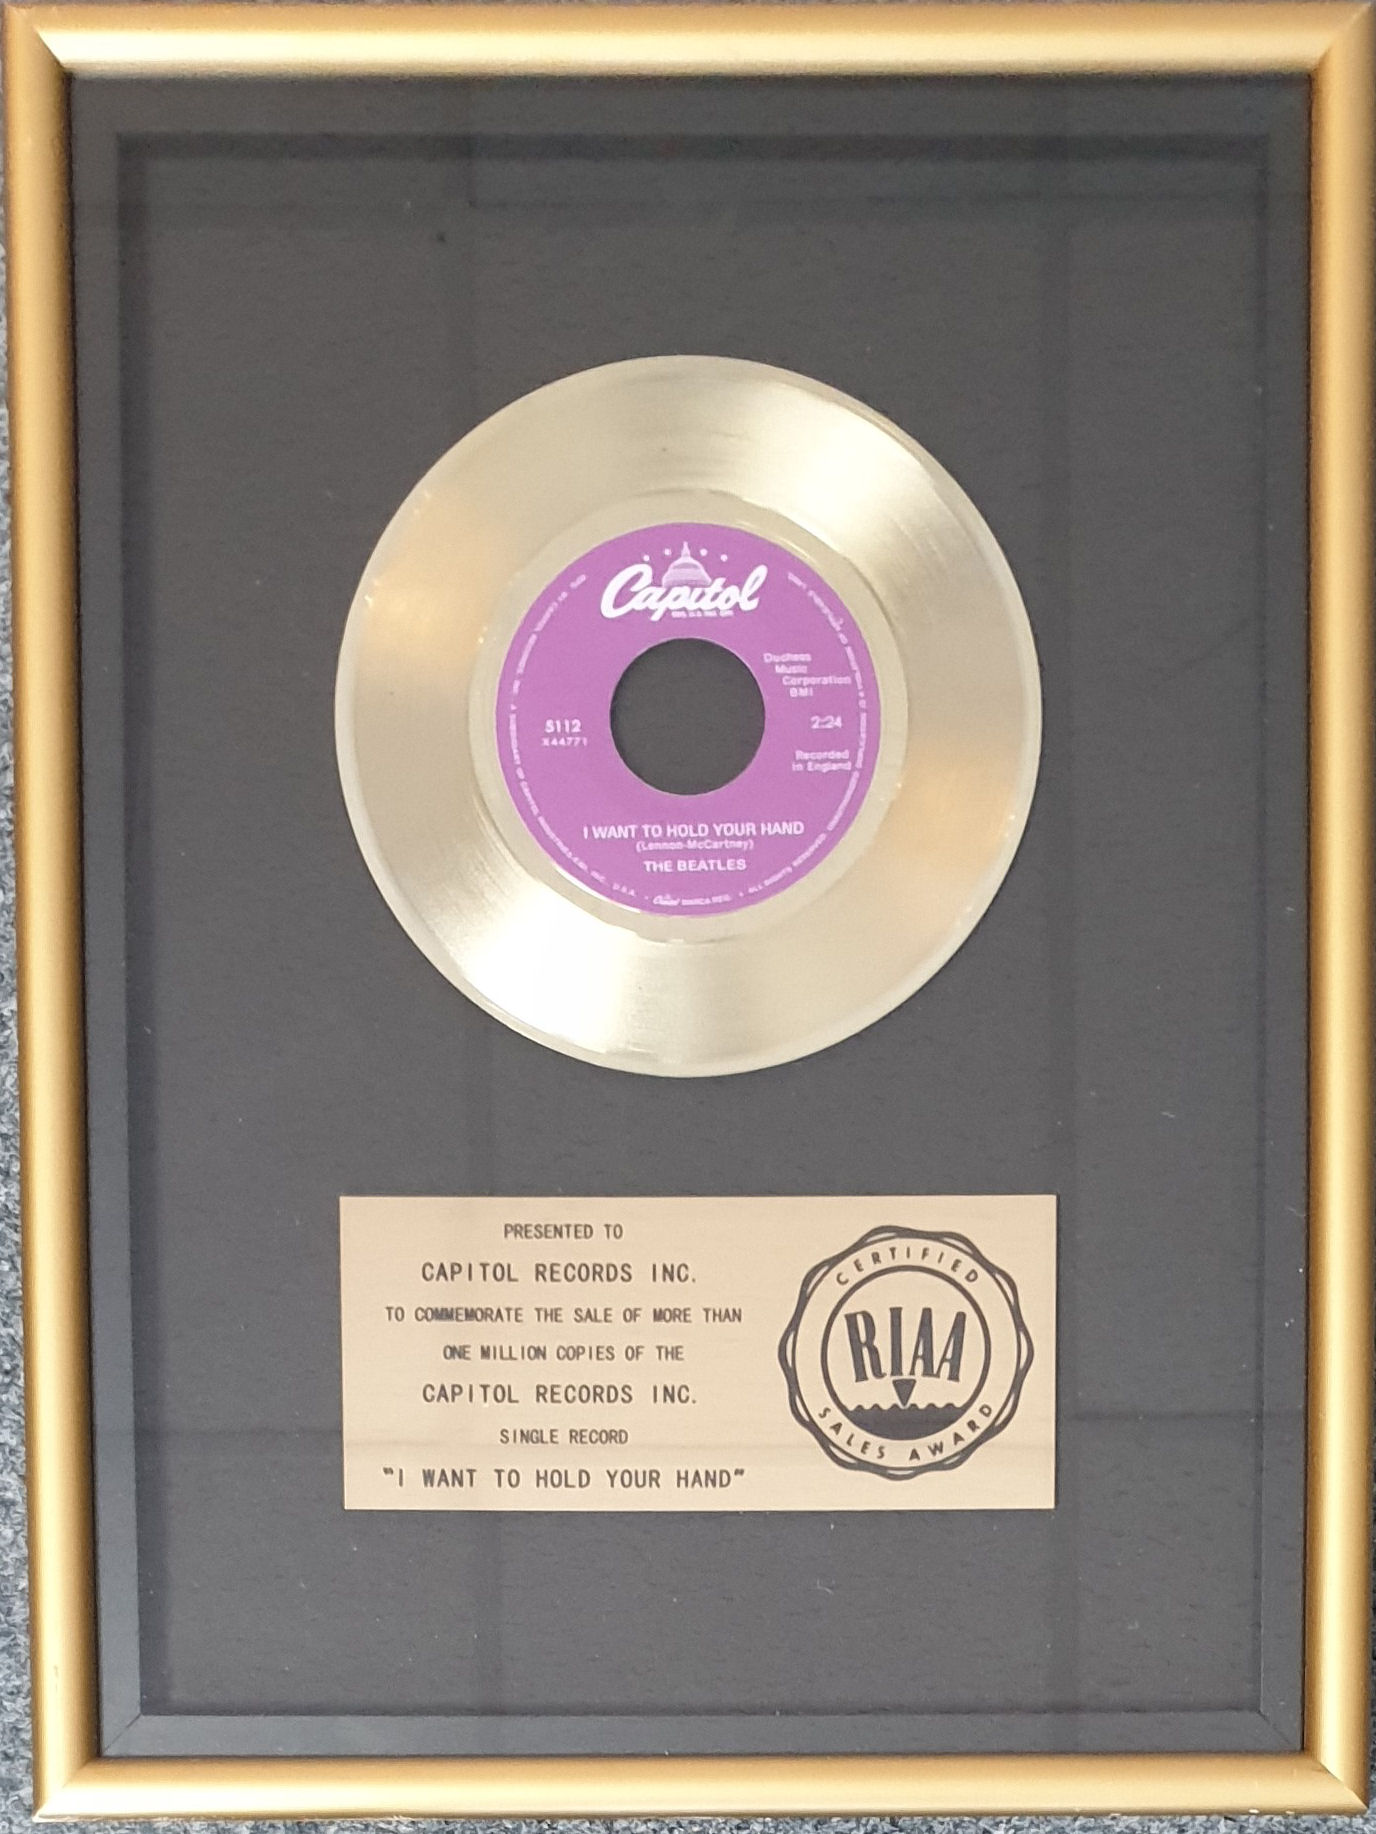 Capitol
Duchess
Music
Corporation
BMI
5112
X44771
2:24
Recorded
in England
I WANT TO HOLD YOUR HAND
(Lennon-McCartney)
THE BEATLES
PRESENTED TO
CAPITOL RECORDS INC.
TO COMMEMORATE THE SALE OF MORE THAN
ONE MILLION COPIES OF THE
CAPITOL RECORDS INC.
SINGLE RECORD
"I WANT TO HOLD YOUR HAND"
CERTIFIED
RIAA
SALES AWARD